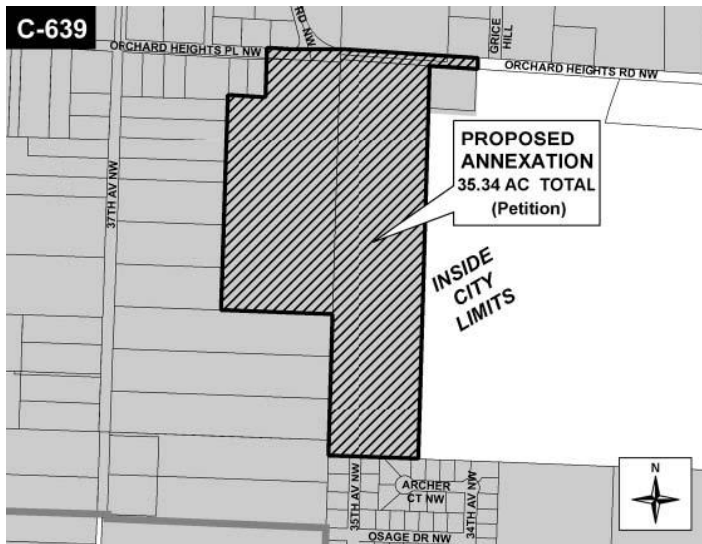 C-639
RD NW
GRICE
HILL
ORCHARD HEIGHTS PL NW
ORCHARD HEIGHTS RD NW
PROPOSED
ANNEXATION
35.34 AC TOTAL
(Petition)
37TH AV NW
INSIDE
CITY
LIMITS
35TH AV NW
ARCHER
CT NW
34TH AV NW
OSAGE DR NW
N